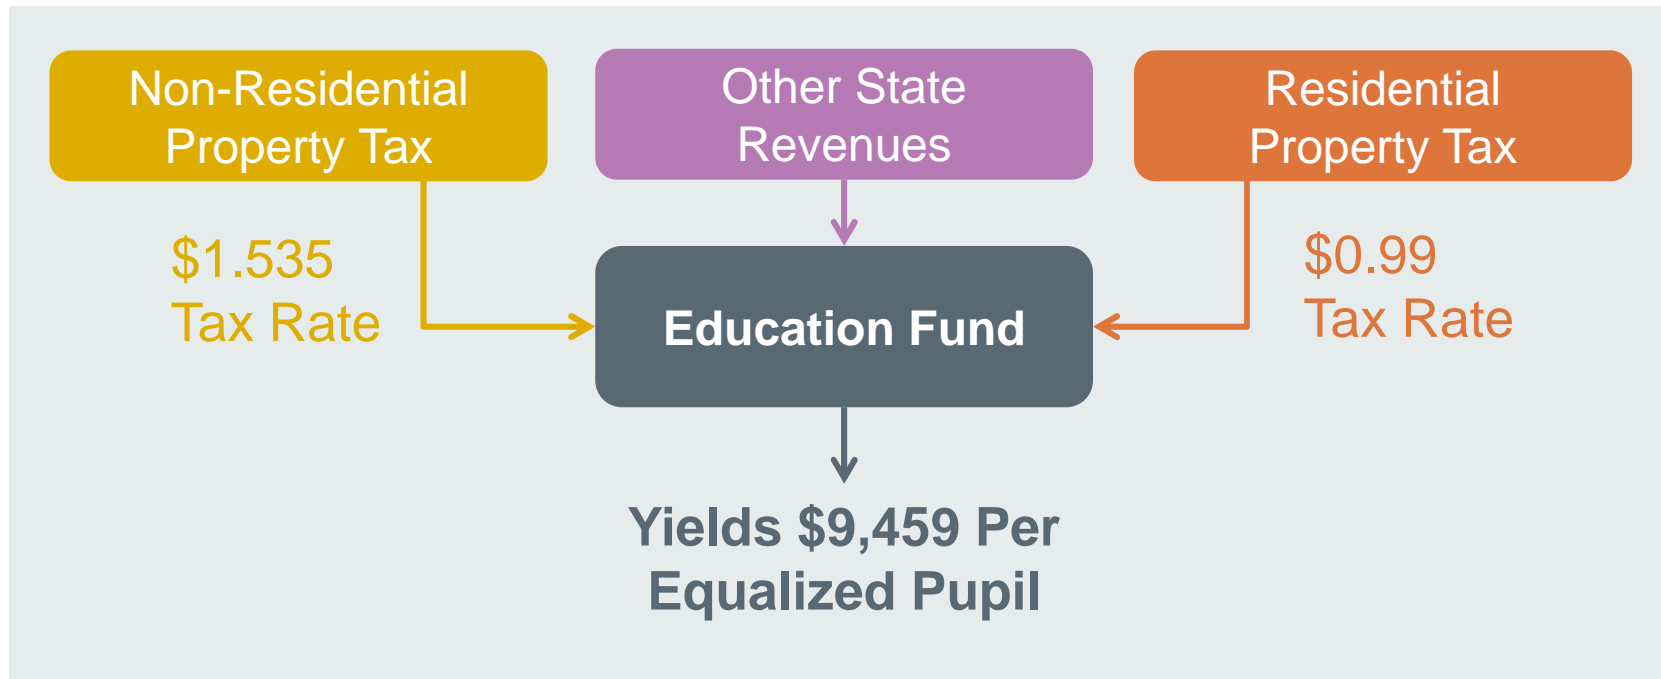 Non-Residential
Property Tax
Other State
Revenues
Residential
Property Tax
$1.535
Tax Rate
Education Fund
$0.99
Tax Rate
Yields $9,459 Per
Equalized Pupil